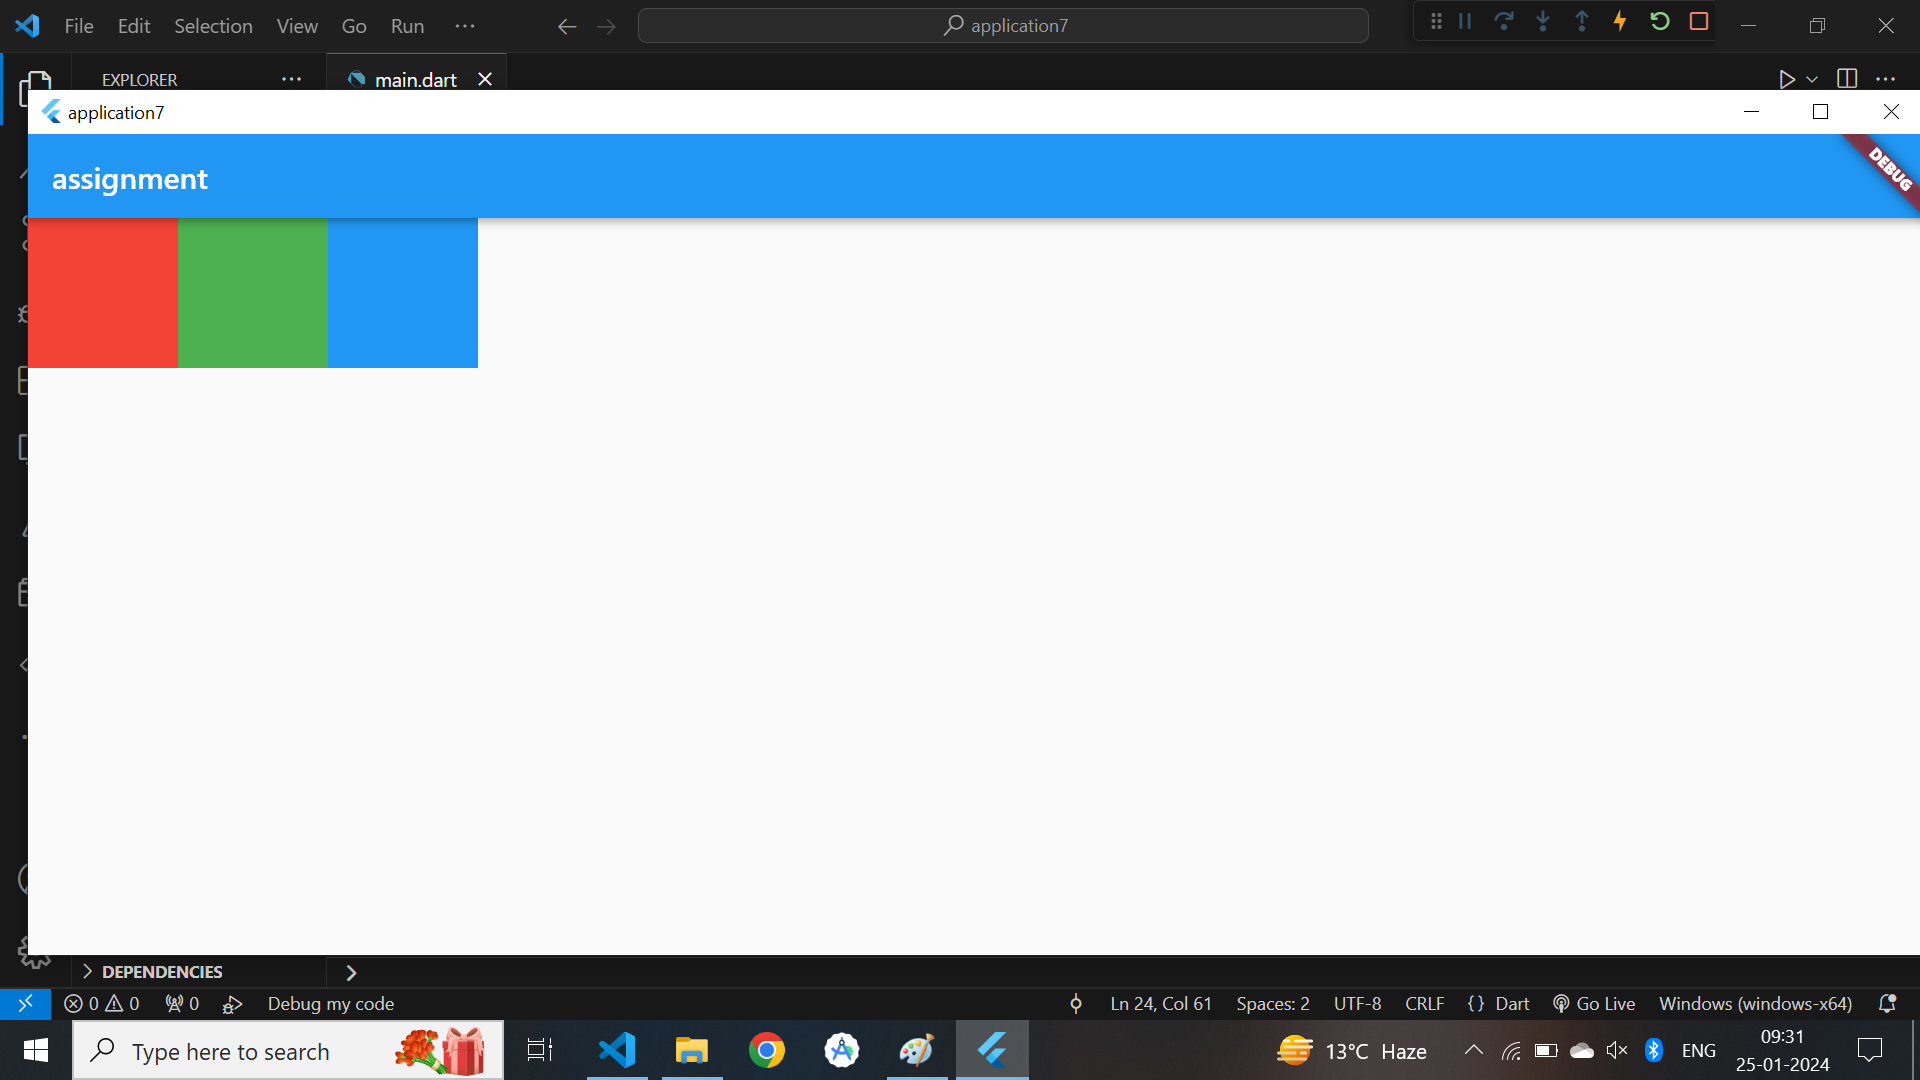 File Edit Selection View Go Run ···
application7
EXPLORER ···
main.dart
application7
assignment
DEBUG
DEPENDENCIES
0 0 0 Debug my code
Ln 24, Col 61 Spaces: 2 UTF-8 CRLF {} Dart Go Live Windows (windows-x64)
Type here to search
13°C Haze
ENG
09:31
25-01-2024